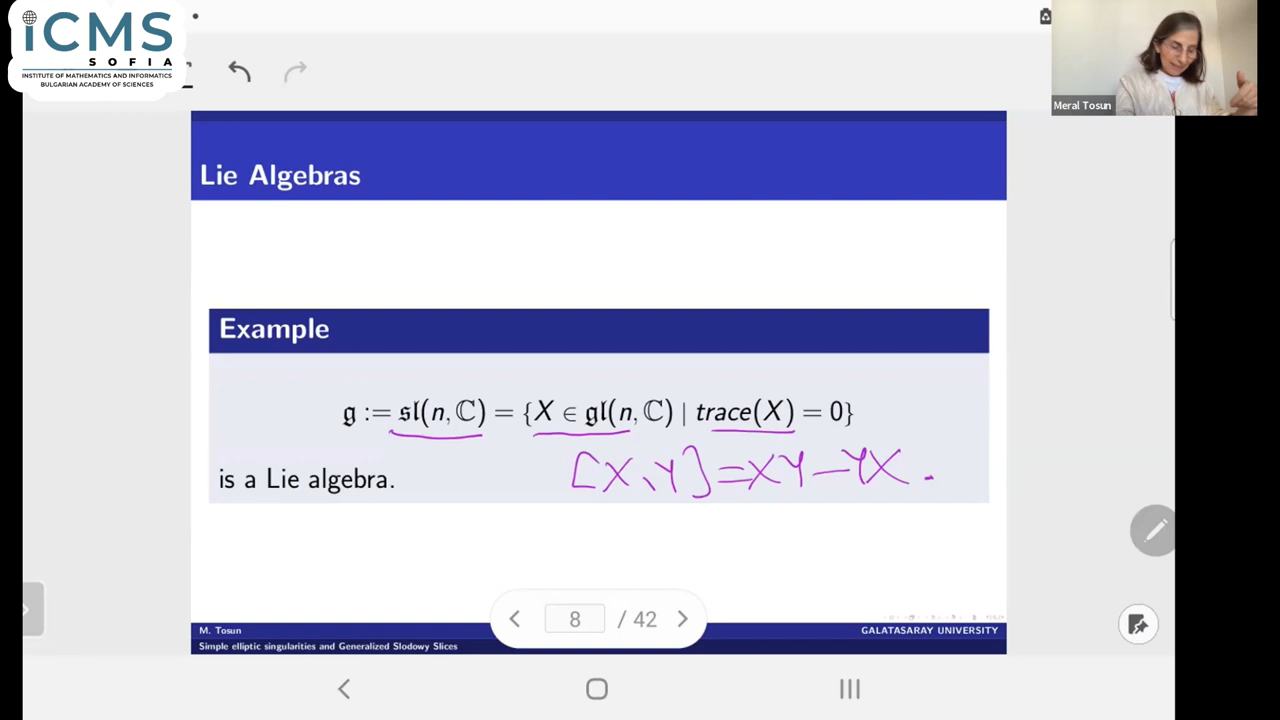 iCMS
SOFIA
INSTITUTE OF MATHEMATICS AND INFORMATICS
BULGARIAN ACADEMY OF SCIENCES
Meral Tosun
Lie Algebras
Example
𝔤 := 𝔰𝔩(n, ℂ) = {X ∈ 𝔤𝔩(n, ℂ) | trace(X) = 0}
is a Lie algebra.
[X, Y] = XY − YX.
8 / 42
M. Tosun
GALATASARAY UNIVERSITY
Simple elliptic singularities and Generalized Slodowy Slices